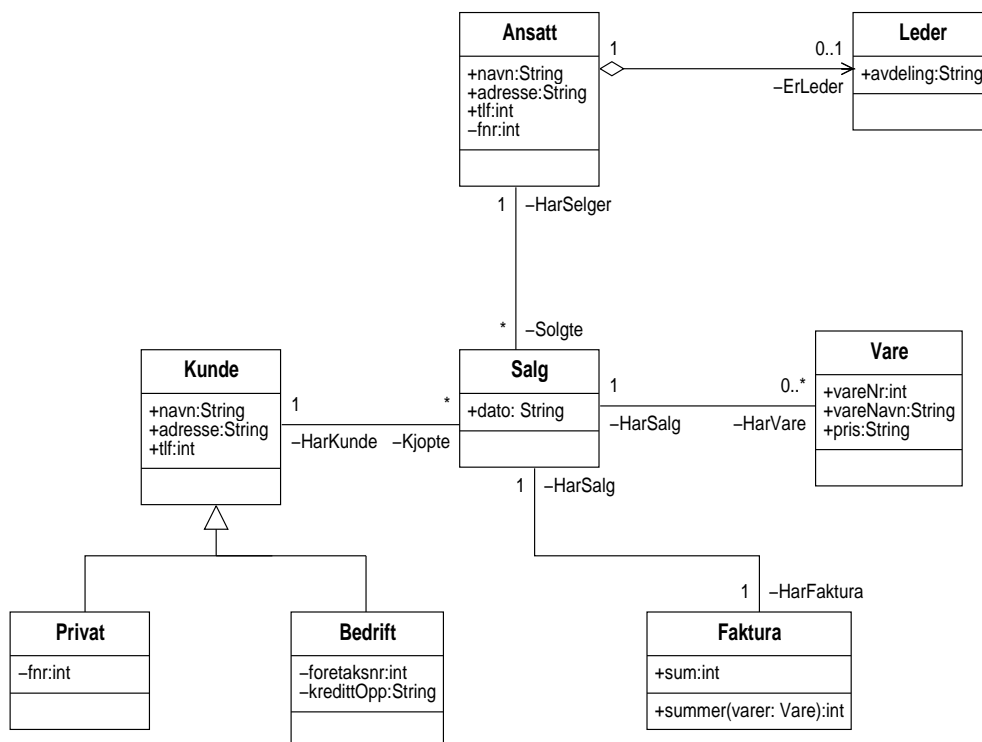 Ansatt
+navn:String
+adresse:String
+tlf:int
−fnr:int
1
0..1
−ErLeder
Leder
+avdeling:String
1
−HarSelger
*
−Solgte
Kunde
+navn:String
+adresse:String
+tlf:int
1
−HarKunde
*
−Kjopte
Salg
+dato: String
1
−HarSalg
0..*
−HarVare
Vare
+vareNr:int
+vareNavn:String
+pris:String
1
−HarSalg
1
−HarFaktura
Privat
−fnr:int
Bedrift
−foretaksnr:int
−kredittOpp:String
Faktura
+sum:int
+summer(varer: Vare):int